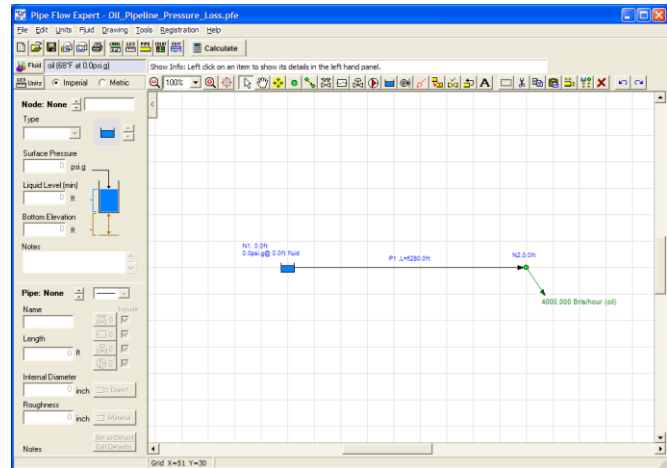 Pipe Flow Expert - Oil_Pipeline_Pressure_Loss.pfe
File Edit Units Fluid Drawing Tools Registration Help
Calculate
Fluid oil (68°F at 0.0psi.g) Show Info: Left click on an item to show its details in the left hand panel.
Units Imperial Metric 100% A
Node: None
Type
Surface Pressure
0 psi.g
Liquid Level (min)
0 ft
Bottom Elevation
0 ft
Notes
N1, 0.0ft
0.0psi.g@ 0.0ft fluid
P1 ,L=5280.0ft
N2,0.0ft
4000.000 Brls/hour (oil)
Pipe: None
Name Include
0
Length 0
0 ft 0
0
Internal Diameter
0 inch Diam?
Roughness
0 inch Material
Set as Default
Notes Edit Defaults
Grid X=51 Y=30